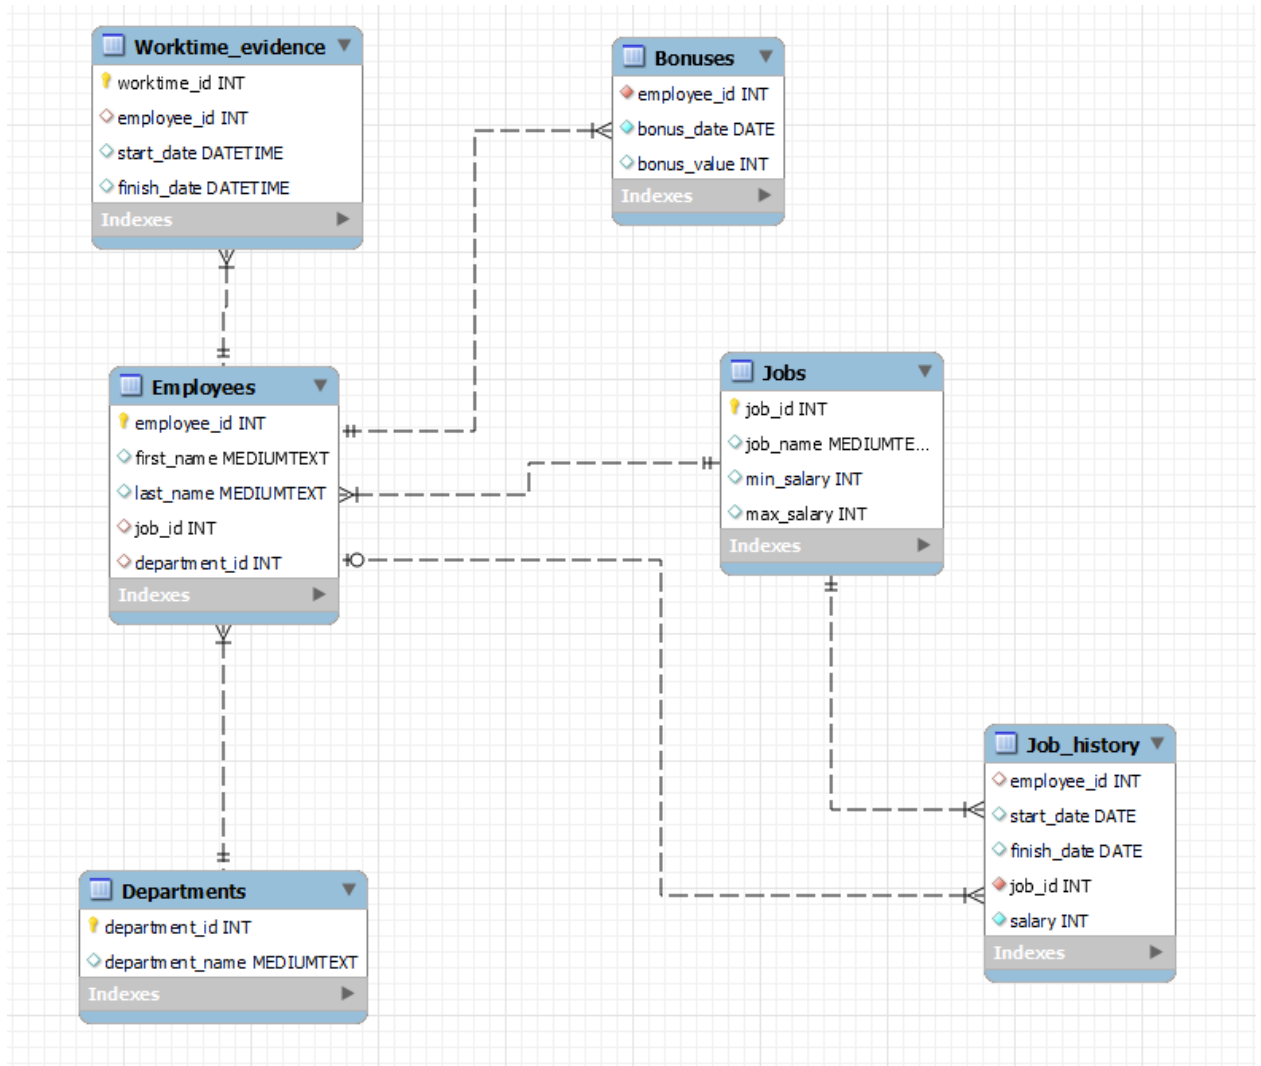 Worktime_evidence
worktime_id INT
employee_id INT
start_date DATETIME
finish_date DATETIME
Indexes
Bonuses
employee_id INT
bonus_date DATE
bonus_value INT
Indexes
Employees
employee_id INT
first_name MEDIUMTEXT
last_name MEDIUMTEXT
job_id INT
department_id INT
Indexes
Jobs
job_id INT
job_name MEDIUMTE...
min_salary INT
max_salary INT
Indexes
Job_history
employee_id INT
start_date DATE
finish_date DATE
job_id INT
salary INT
Indexes
Departments
department_id INT
department_name MEDIUMTEXT
Indexes